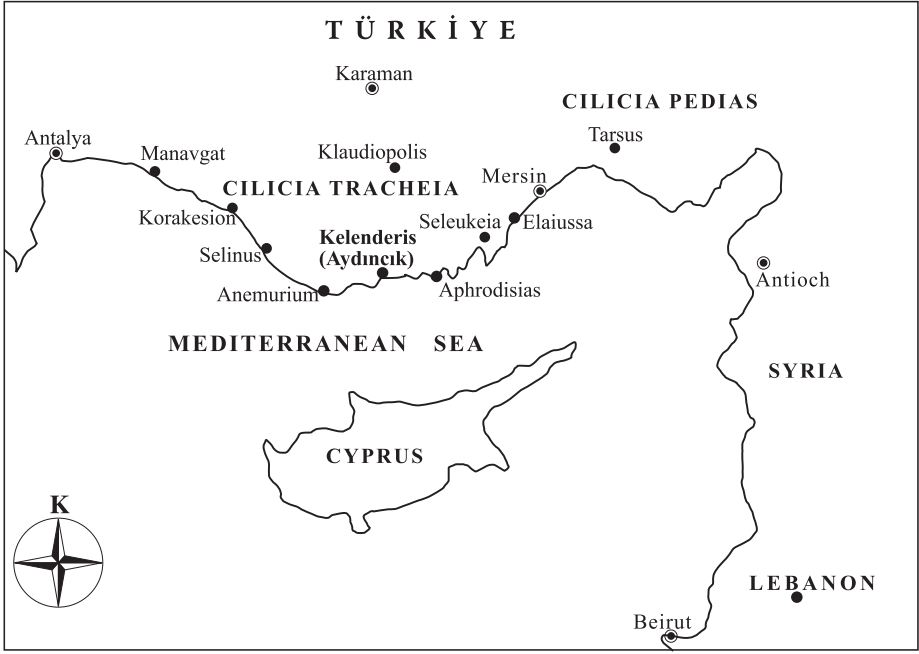 TÜRKİYE
Karaman
CILICIA PEDIAS
Tarsus
Antalya
Manavgat
Klaudiopolis
Mersin
CILICIA TRACHEIA
Korakesion
Seleukeia
Elaiussa
Kelenderis
(Aydıncık)
Selinus
Antioch
Anemurium
Aphrodisias
MEDITERRANEAN SEA
SYRIA
CYPRUS
K
LEBANON
Beirut